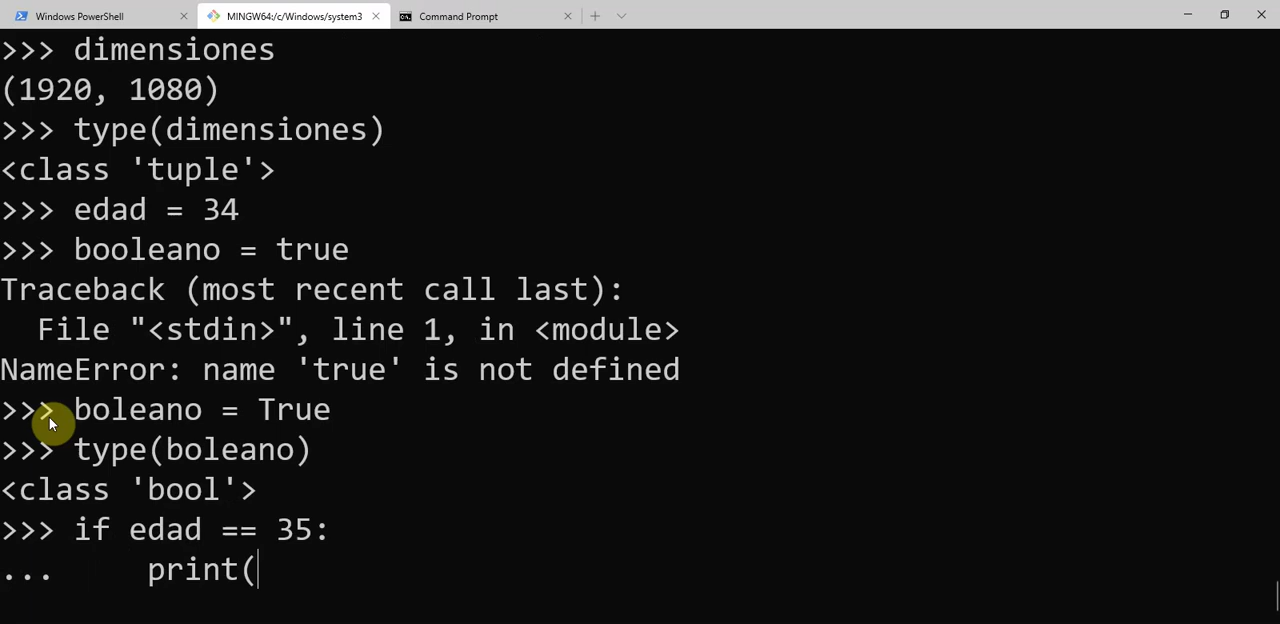 Windows PowerShell
MINGW64:/c/Windows/system3
Command Prompt
>>> dimensiones
(1920, 1080)
>>> type(dimensiones)
<class 'tuple'>
>>> edad = 34
>>> booleano = true
Traceback (most recent call last):
  File "<stdin>", line 1, in <module>
NameError: name 'true' is not defined
>>> boleano = True
>>> type(boleano)
<class 'bool'>
>>> if edad == 35:
...     print(